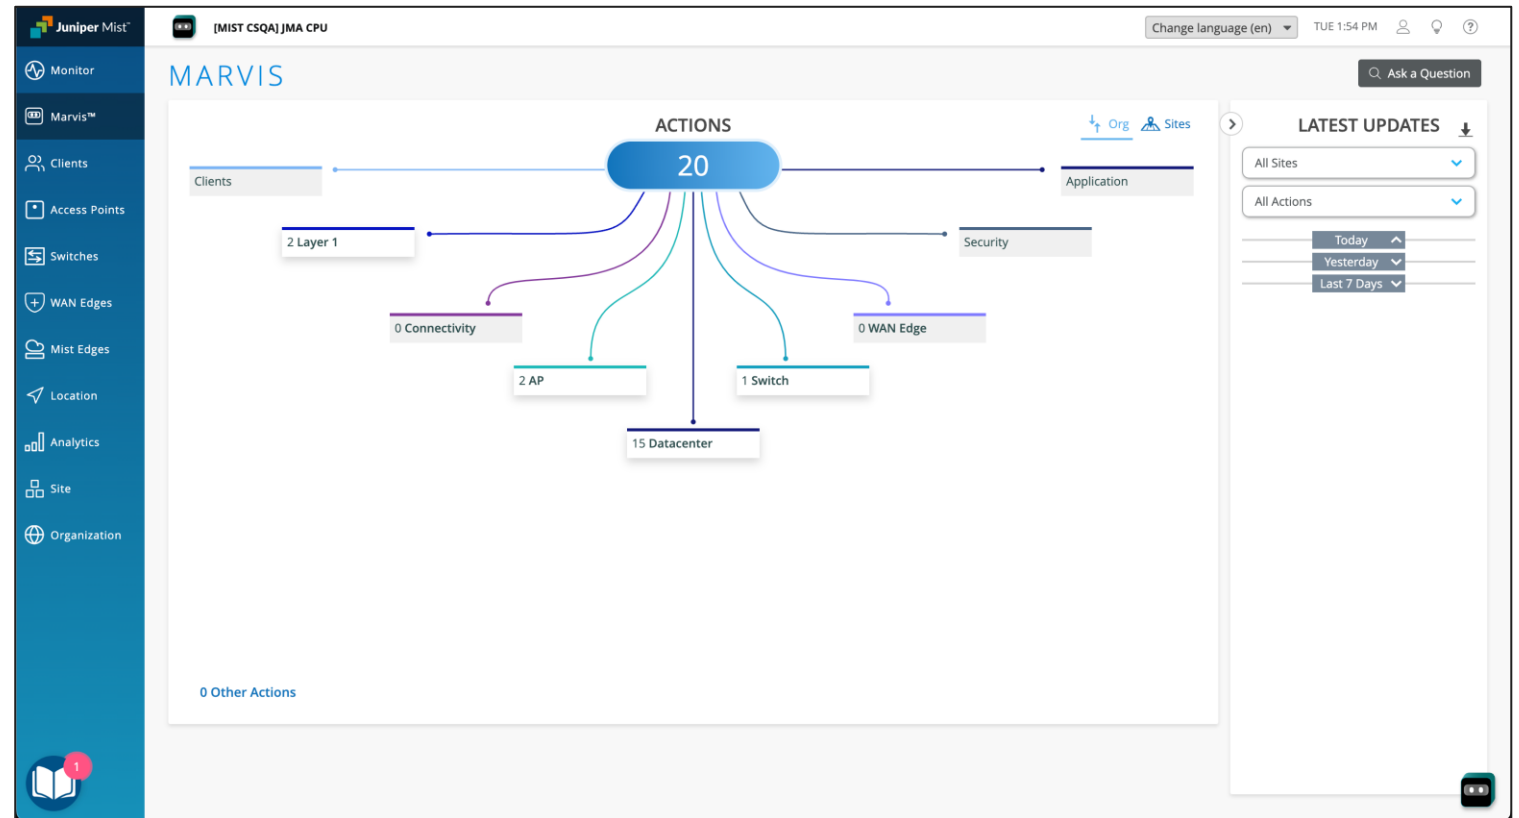 Juniper Mist™
[MIST CSQA] JMA CPU
Change language (en)
TUE 1:54 PM
Monitor
Marvis™
Clients
Access Points
Switches
WAN Edges
Mist Edges
Location
Analytics
Site
Organization
1
MARVIS
Ask a Question
ACTIONS
Org
Sites
20
Clients
Application
2 Layer 1
Security
0 Connectivity
0 WAN Edge
2 AP
1 Switch
15 Datacenter
0 Other Actions
LATEST UPDATES
All Sites
All Actions
Today
Yesterday
Last 7 Days